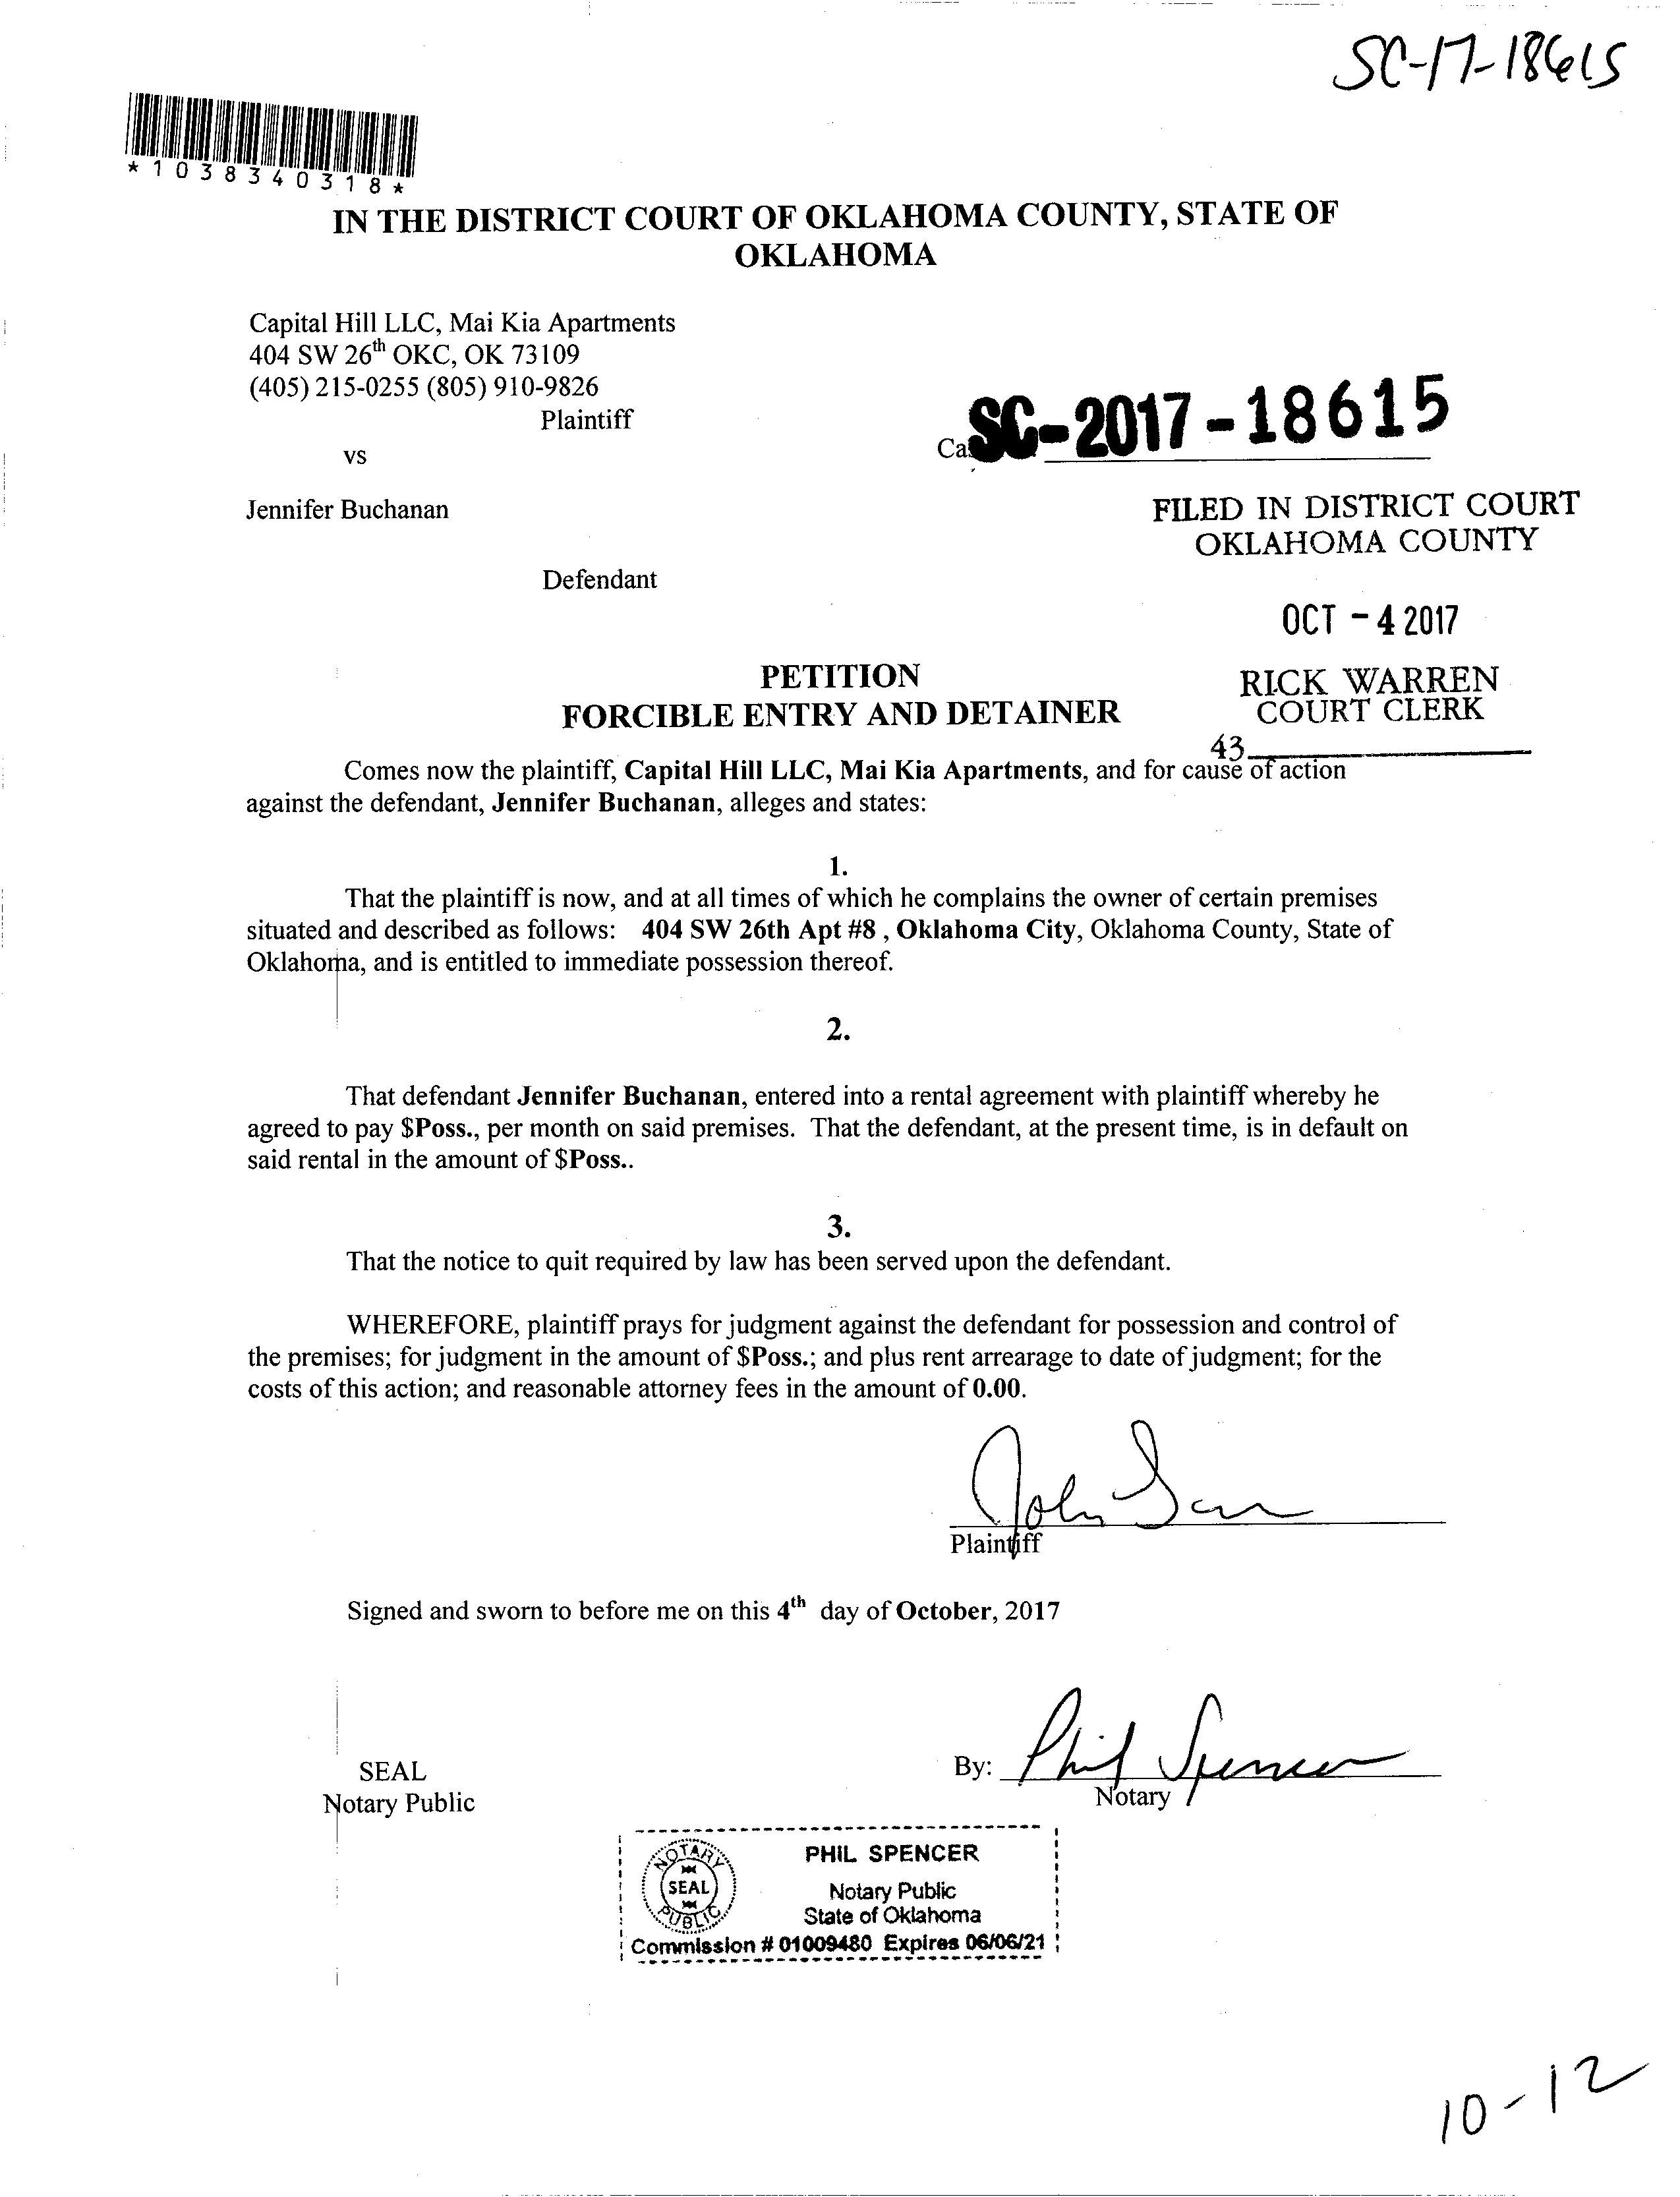 SC-17-18615
*1038340318*
IN THE DISTRICT COURT OF OKLAHOMA COUNTY, STATE OF
OKLAHOMA
Capital Hill LLC, Mai Kia Apartments
404 SW 26th OKC, OK 73109
(405) 215-0255 (805) 910-9826
Plaintiff
SC-2017-18615
vs
Jennifer Buchanan
FILED IN DISTRICT COURT
OKLAHOMA COUNTY
Defendant
OCT - 4 2017
PETITION
RICK WARREN
FORCIBLE ENTRY AND DETAINER
COURT CLERK
43
Comes now the plaintiff, Capital Hill LLC, Mai Kia Apartments, and for cause of action
against the defendant, Jennifer Buchanan, alleges and states:
1.
That the plaintiff is now, and at all times of which he complains the owner of certain premises
situated and described as follows: 404 SW 26th Apt #8 , Oklahoma City, Oklahoma County, State of
Oklahoma, and is entitled to immediate possession thereof.
2.
That defendant Jennifer Buchanan, entered into a rental agreement with plaintiff whereby he
agreed to pay $Poss., per month on said premises. That the defendant, at the present time, is in default on
said rental in the amount of $Poss..
3.
That the notice to quit required by law has been served upon the defendant.
WHEREFORE, plaintiff prays for judgment against the defendant for possession and control of
the premises; for judgment in the amount of $Poss.; and plus rent arrearage to date of judgment; for the
costs of this action; and reasonable attorney fees in the amount of 0.00.
John
Plaintiff
Signed and sworn to before me on this 4th day of October, 2017
SEAL
By: Phil Spencer
Notary Public
Notary
NOTARY PUBLIC
SEAL
PHIL SPENCER
Notary Public
State of Oklahoma
Commission # 01009480 Expires 06/06/21
10-12